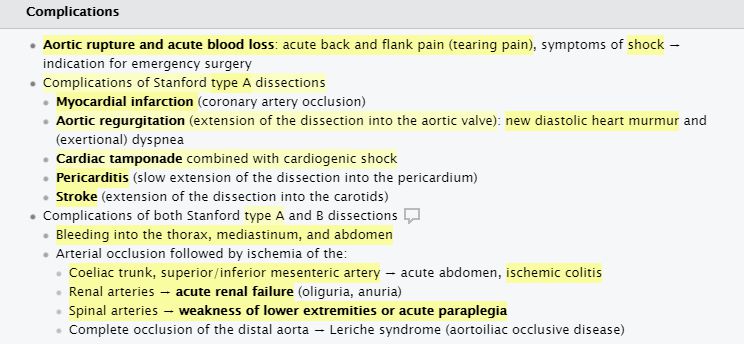 Complications
Aortic rupture and acute blood loss: acute back and flank pain (tearing pain), symptoms of shock →
indication for emergency surgery
Complications of Stanford type A dissections
Myocardial infarction (coronary artery occlusion)
Aortic regurgitation (extension of the dissection into the aortic valve): new diastolic heart murmur and
(exertional) dyspnea
Cardiac tamponade combined with cardiogenic shock
Pericarditis (slow extension of the dissection into the pericardium)
Stroke (extension of the dissection into the carotids)
Complications of both Stanford type A and B dissections
Bleeding into the thorax, mediastinum, and abdomen
Arterial occlusion followed by ischemia of the:
Coeliac trunk, superior/inferior mesenteric artery → acute abdomen, ischemic colitis
Renal arteries → acute renal failure (oliguria, anuria)
Spinal arteries → weakness of lower extremities or acute paraplegia
Complete occlusion of the distal aorta → Leriche syndrome (aortoiliac occlusive disease)